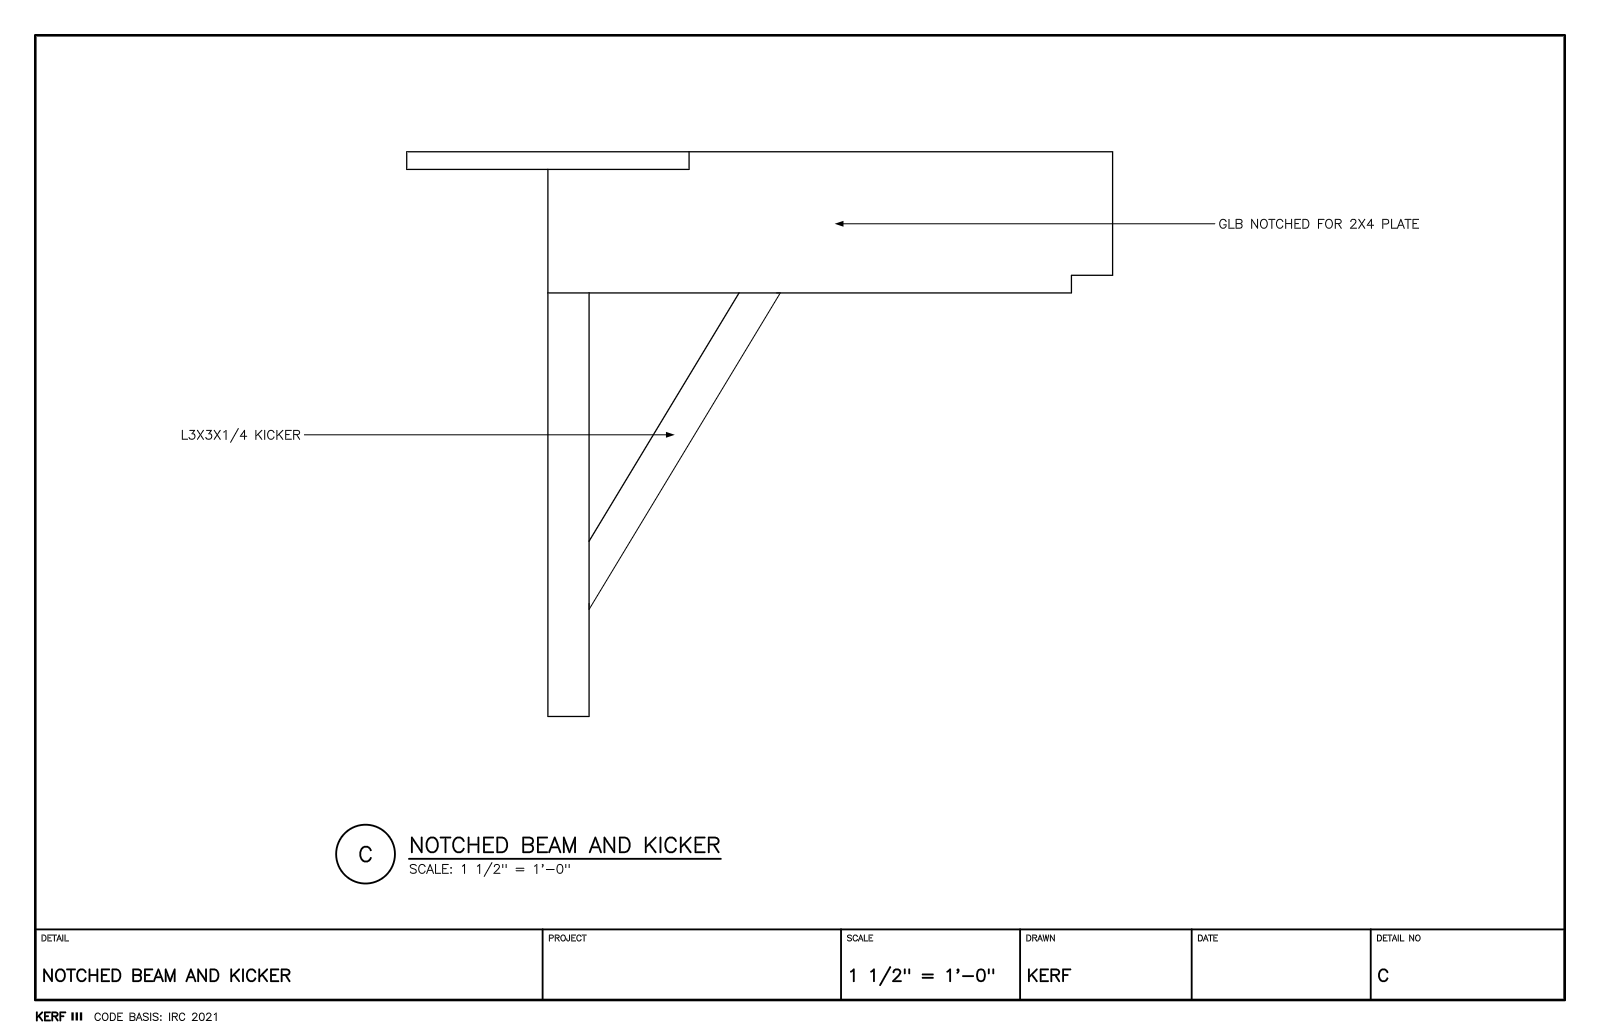 GLB NOTCHED FOR 2X4 PLATE
L3X3X1/4 KICKER
C
NOTCHED BEAM AND KICKER
SCALE: 1 1/2" = 1'-0"
DETAIL
NOTCHED BEAM AND KICKER
PROJECT
SCALE
1 1/2" = 1'-0"
DRAWN
KERF
DATE
DETAIL NO
C
KERF III CODE BASIS: IRC 2021